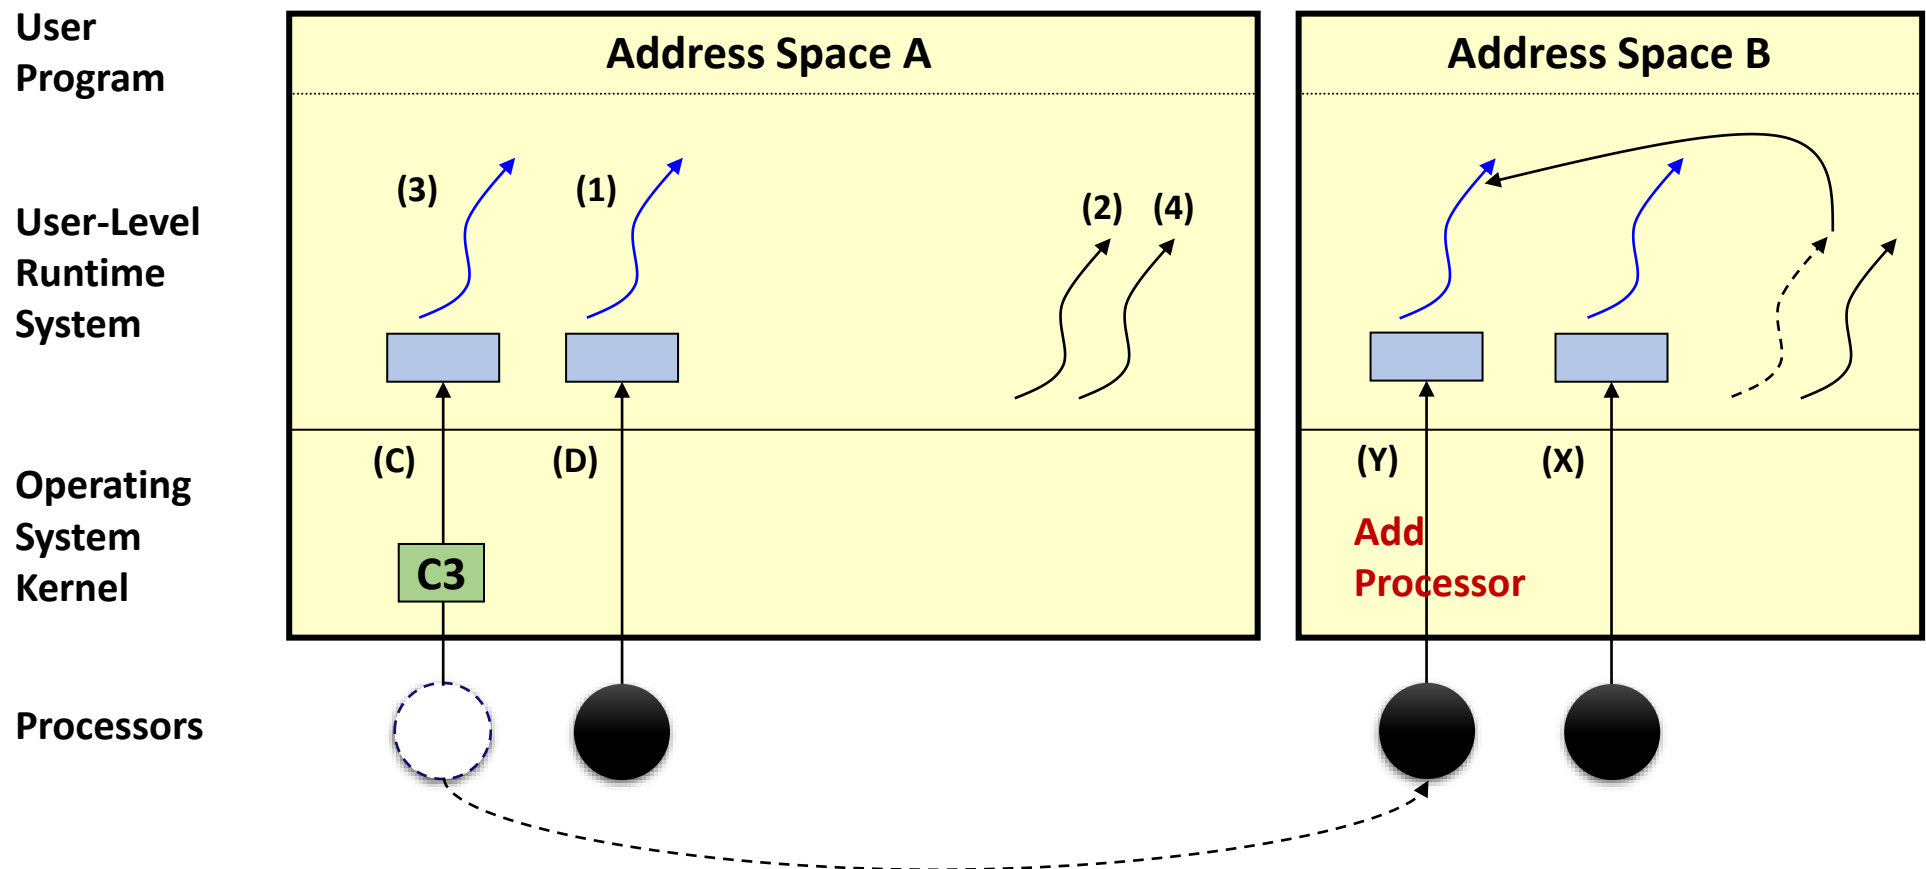 User
Program
Address Space A
Address Space B
User-Level
Runtime
System
(3)
(1)
(2)
(4)
Operating
System
Kernel
(C)
(D)
(Y)
(X)
C3
Add
Processor
Processors